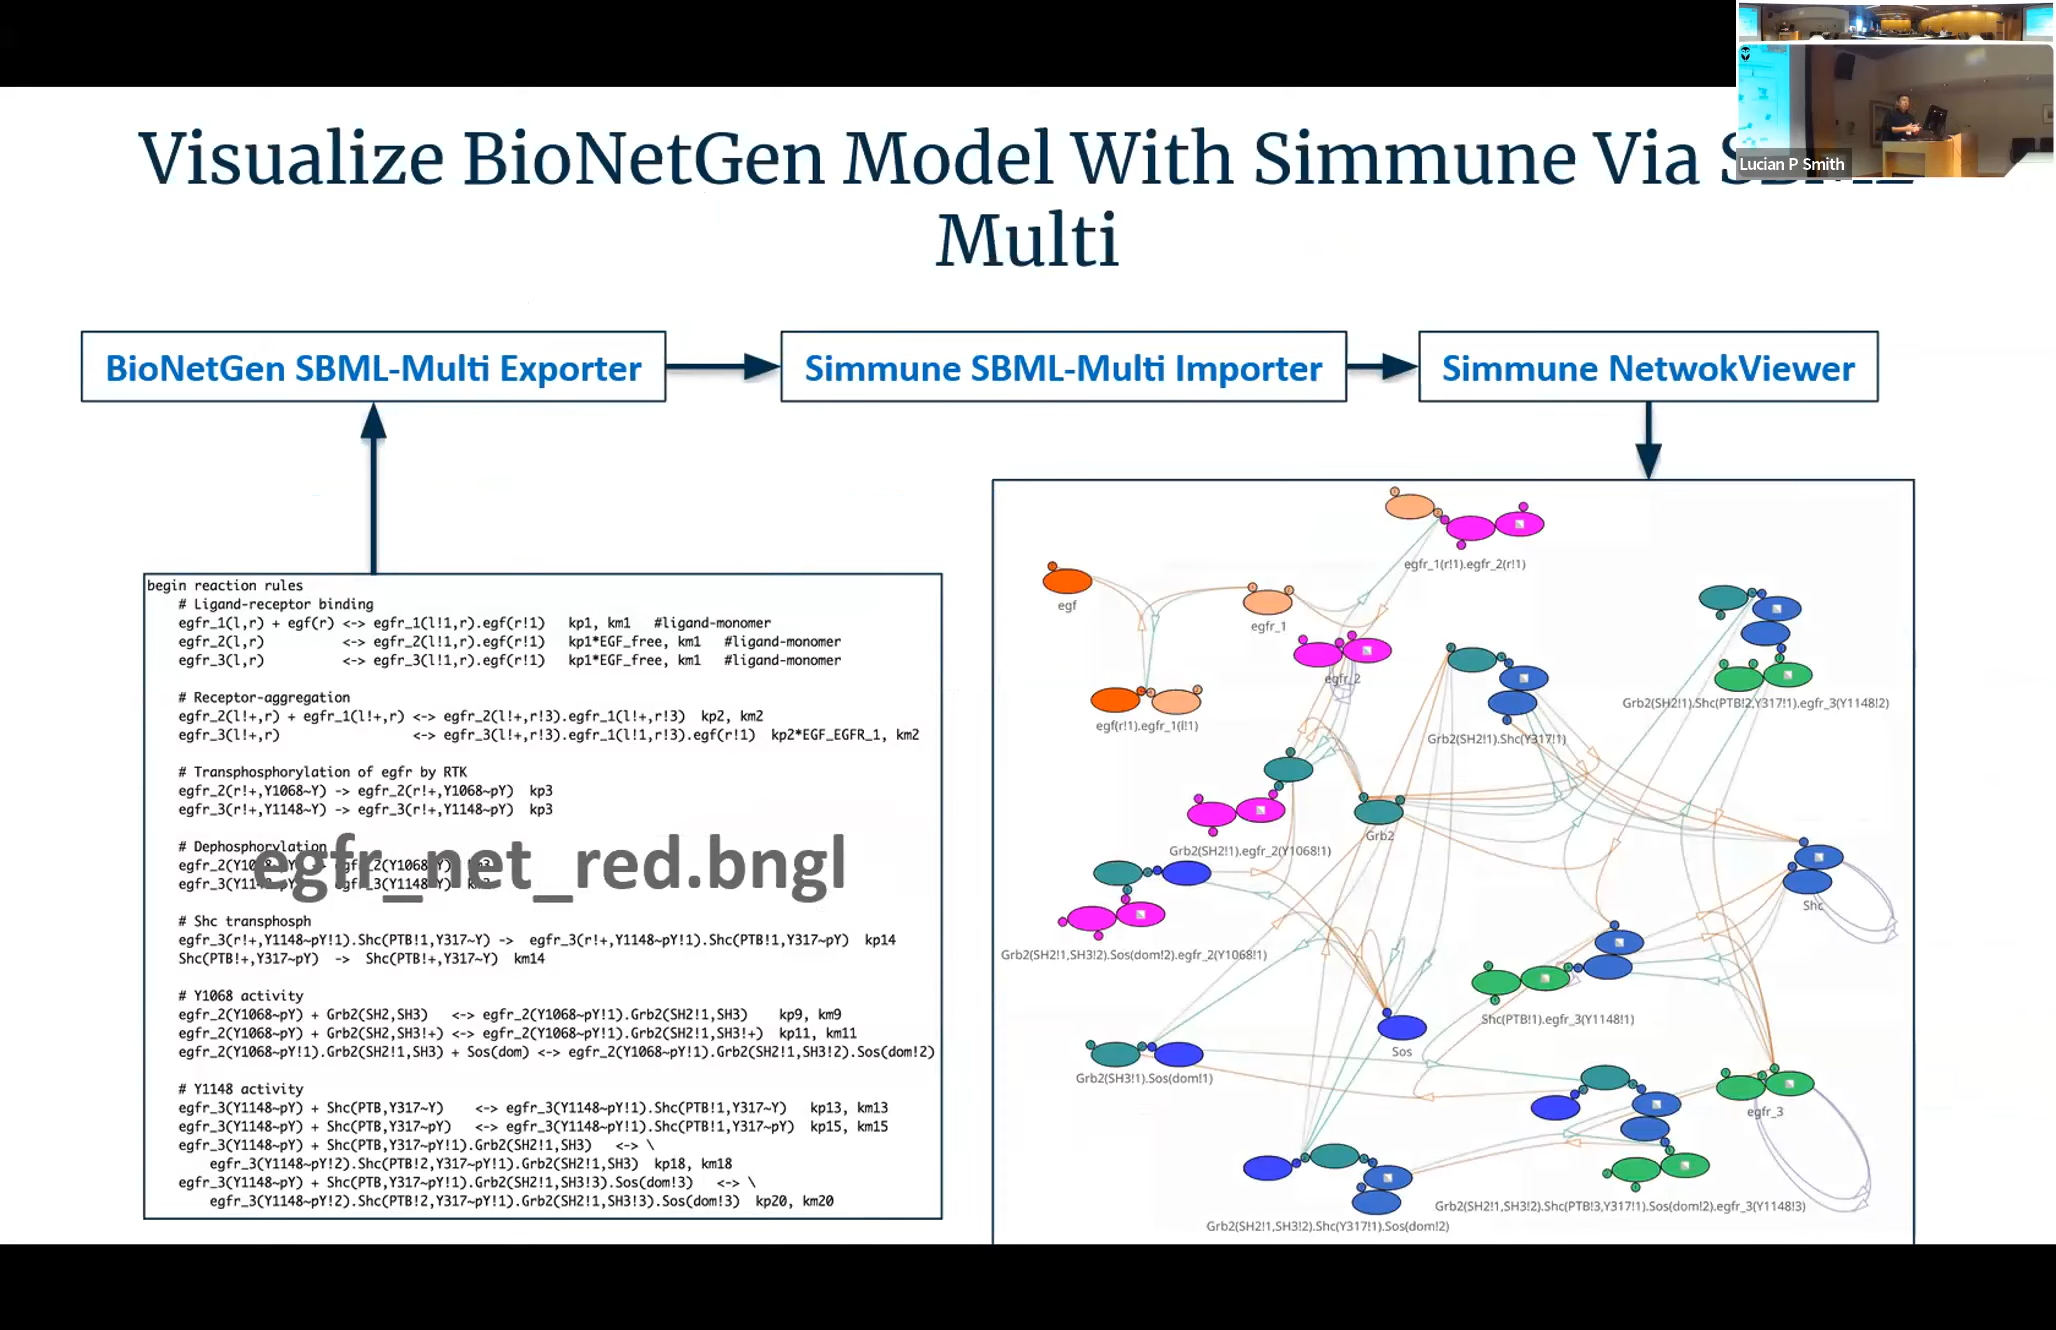 Visualize BioNetGen Model With Simmune Via SBML
Multi
Lucian P Smith
BioNetGen SBML-Multi Exporter
Simmune SBML-Multi Importer
Simmune NetwokViewer
begin reaction rules
# Ligand-receptor binding
egfr_1(l,r) + egf(r) <-> egfr_1(l!1,r).egf(r!1) kp1, km1 #ligand-monomer
egfr_2(l,r) <-> egfr_2(l!1,r).egf(r!1) kp1*EGF_free, km1 #ligand-monomer
egfr_3(l,r) <-> egfr_3(l!1,r).egf(r!1) kp1*EGF_free, km1 #ligand-monomer
# Receptor-aggregation
egfr_2(l!+,r) + egfr_1(l!+,r) <-> egfr_2(l!+,r!3).egfr_1(l!+,r!3) kp2, km2
egfr_3(l!+,r) <-> egfr_3(l!+,r!3).egfr_1(l!1,r!3).egf(r!1) kp2*EGF_EGFR_1, km2
# Transphosphorylation of egfr by RTK
egfr_2(r!+,Y1068~Y) -> egfr_2(r!+,Y1068~pY) kp3
egfr_3(r!+,Y1148~Y) -> egfr_3(r!+,Y1148~pY) kp3
# Dephosphorylation
egfr_2(Y1068~pY) -> egfr_2(Y1068~Y) km3
egfr_3(Y1148~pY) -> egfr_3(Y1148~Y) km3
egfr_net_red.bngl
# Shc transphosph
egfr_3(r!+,Y1148~pY!1).Shc(PTB!1,Y317~Y) -> egfr_3(r!+,Y1148~pY!1).Shc(PTB!1,Y317~pY) kp14
Shc(PTB!+,Y317~pY) -> Shc(PTB!+,Y317~Y) km14
# Y1068 activity
egfr_2(Y1068~pY) + Grb2(SH2,SH3) <-> egfr_2(Y1068~pY!1).Grb2(SH2!1,SH3) kp9, km9
egfr_2(Y1068~pY) + Grb2(SH2,SH3!+) <-> egfr_2(Y1068~pY!1).Grb2(SH2!1,SH3!+) kp11, km11
egfr_2(Y1068~pY!1).Grb2(SH2!1,SH3) + Sos(dom) <-> egfr_2(Y1068~pY!1).Grb2(SH2!1,SH3!2).Sos(dom!2)
# Y1148 activity
egfr_3(Y1148~pY) + Shc(PTB,Y317~Y) <-> egfr_3(Y1148~pY!1).Shc(PTB!1,Y317~Y) kp13, km13
egfr_3(Y1148~pY) + Shc(PTB,Y317~pY) <-> egfr_3(Y1148~pY!1).Shc(PTB!1,Y317~pY) kp15, km15
egfr_3(Y1148~pY) + Shc(PTB,Y317~pY!1).Grb2(SH2!1,SH3) <-> \
egfr_3(Y1148~pY!2).Shc(PTB!2,Y317~pY!1).Grb2(SH2!1,SH3) kp18, km18
egfr_3(Y1148~pY) + Shc(PTB,Y317~pY!1).Grb2(SH2!1,SH3!3).Sos(dom!3) <-> \
egfr_3(Y1148~pY!2).Shc(PTB!2,Y317~pY!1).Grb2(SH2!1,SH3!3).Sos(dom!3) kp20, km20
egfr_1(r!1).egfr_2(r!1)
egf
egfr_1
egfr_2
Grb2(SH2!1).Shc(PTB!2,Y317!1).egfr_3(Y1148!2)
egf(r!1).egfr_1(l!1)
Grb2(SH2!1).Shc(Y317!1)
Grb2
Grb2(SH2!1).egfr_2(Y1068!1)
Shc
Grb2(SH2!1,SH3!2).Sos(dom!2).egfr_2(Y1068!1)
Shc(PTB!1).egfr_3(Y1148!1)
Sos
Grb2(SH3!1).Sos(dom!1)
egfr_3
Grb2(SH2!1,SH3!2).Shc(PTB!3,Y317!1).Sos(dom!2).egfr_3(Y1148!3)
Grb2(SH2!1,SH3!2).Shc(Y317!1).Sos(dom!2)